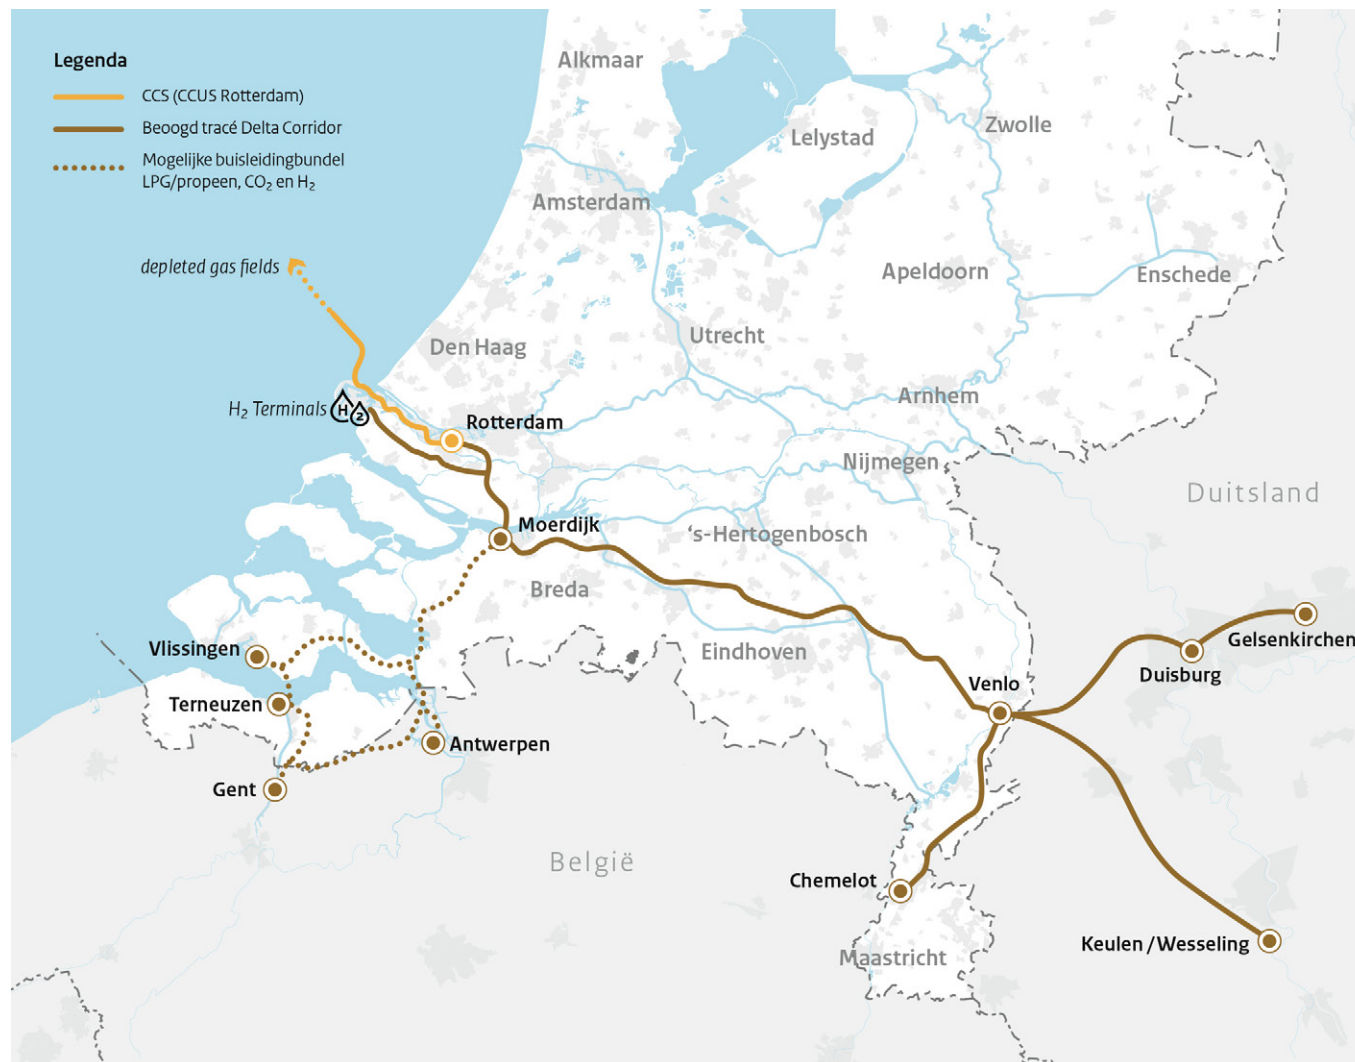 Legenda
CCS (CCUS Rotterdam)
Beoogd tracé Delta Corridor
Mogelijke buisleidingbundel
LPG/propeen, CO₂ en H₂
Alkmaar
Lelystad
Zwolle
Amsterdam
depleted gas fields
Apeldoorn
Enschede
Utrecht
Den Haag
Arnhem
H₂ Terminals
H 2
Rotterdam
Nijmegen
Duitsland
Moerdijk
‘s-Hertogenbosch
Breda
Vlissingen
Eindhoven
Gelsenkirchen
Duisburg
Venlo
Terneuzen
Antwerpen
Gent
België
Chemelot
Keulen / Wesseling
Maastricht